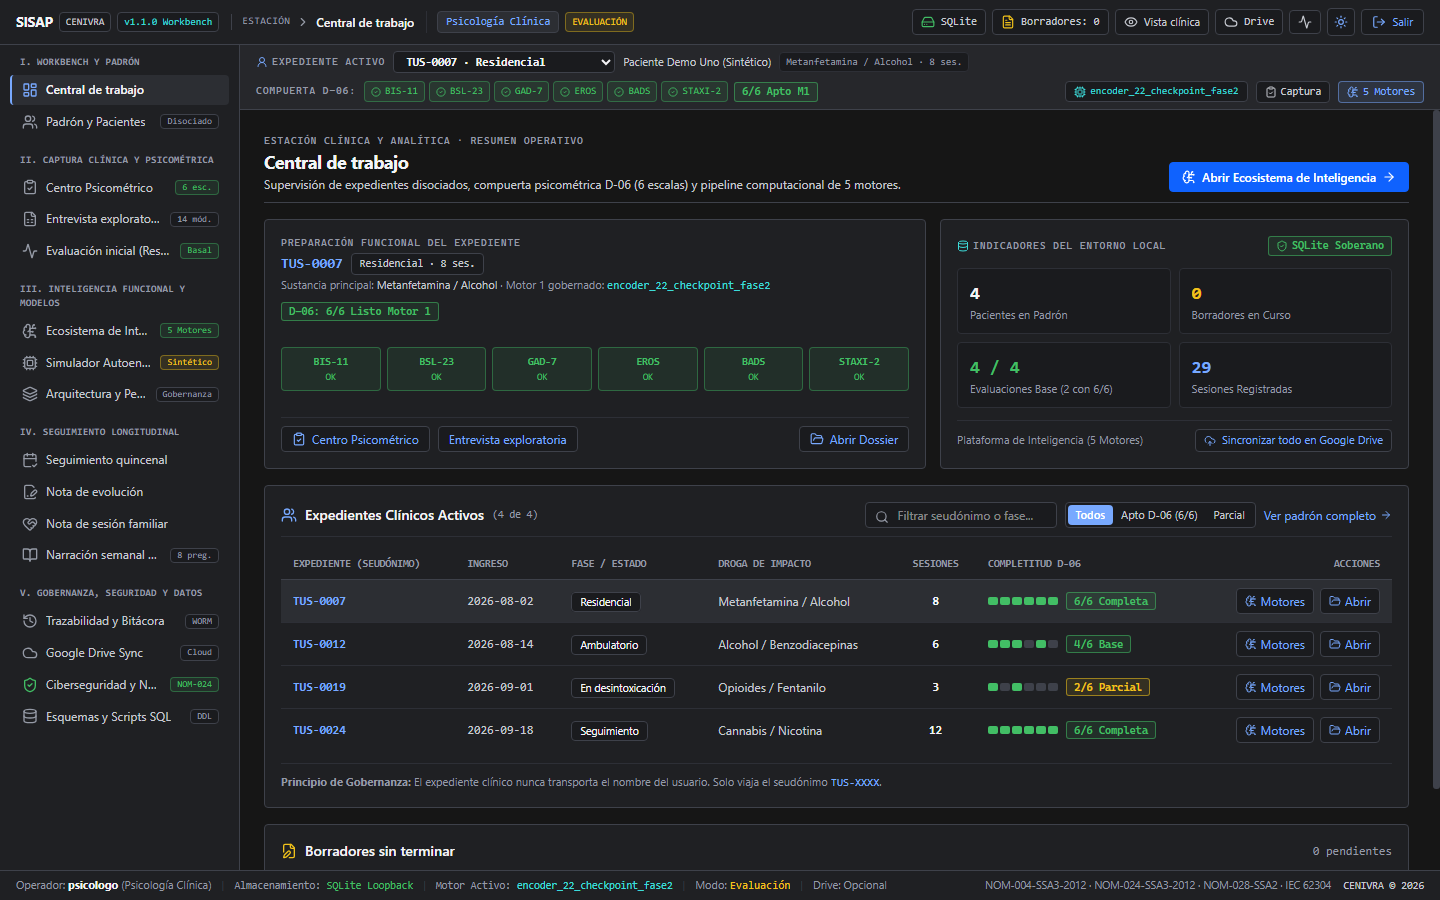 SISAP CENIVRA v1.1.0 Workbench ESTACIÓN > Central de trabajo Psicología Clínica EVALUACIÓN SQLite Borradores: 0 Vista clínica Drive Salir
I. WORKBENCH Y PADRÓN
Central de trabajo
Padrón y Pacientes Disociado
II. CAPTURA CLÍNICA Y PSICOMÉTRICA
Centro Psicométrico 6 esc.
Entrevista explorato... 14 mód.
Evaluación inicial (Res... Basal
III. INTELIGENCIA FUNCIONAL Y
MODELOS
Ecosistema de Int... 5 Motores
Simulador Autoen... Sintético
Arquitectura y Pe... Gobernanza
IV. SEGUIMIENTO LONGITUDINAL
Seguimiento quincenal
Nota de evolución
Nota de sesión familiar
Narración semanal ... 8 preg.
V. GOBERNANZA, SEGURIDAD Y DATOS
Trazabilidad y Bitácora WORM
Google Drive Sync Cloud
Ciberseguridad y N... NOM-024
Esquemas y Scripts SQL DDL
EXPEDIENTE ACTIVO TUS-0007 · Residencial Paciente Demo Uno (Sintético) Metanfetamina / Alcohol · 8 ses.
COMPUERTA D-06: BIS-11 BSL-23 GAD-7 EROS BADS STAXI-2 6/6 Apto M1 encoder_22_checkpoint_fase2 Captura 5 Motores
ESTACIÓN CLÍNICA Y ANALÍTICA · RESUMEN OPERATIVO
Central de trabajo
Supervisión de expedientes disociados, compuerta psicométrica D-06 (6 escalas) y pipeline computacional de 5 motores.
Abrir Ecosistema de Inteligencia →
PREPARACIÓN FUNCIONAL DEL EXPEDIENTE
TUS-0007 Residencial · 8 ses.
Sustancia principal: Metanfetamina / Alcohol · Motor 1 gobernado: encoder_22_checkpoint_fase2
D-06: 6/6 Listo Motor 1
BIS-11 BSL-23 GAD-7 EROS BADS STAXI-2
OK OK OK OK OK OK
Centro Psicométrico Entrevista exploratoria Abrir Dossier
INDICADORES DEL ENTORNO LOCAL SQLite Soberano
4 0
Pacientes en Padrón Borradores en Curso
4 / 4 29
Evaluaciones Base (2 con 6/6) Sesiones Registradas
Plataforma de Inteligencia (5 Motores) Sincronizar todo en Google Drive
Expedientes Clínicos Activos (4 de 4) Filtrar seudónimo o fase... Todos Apto D-06 (6/6) Parcial Ver padrón completo →
EXPEDIENTE (SEUDÓNIMO) INGRESO FASE / ESTADO DROGA DE IMPACTO SESIONES COMPLETITUD D-06 ACCIONES
TUS-0007 2026-08-02 Residencial Metanfetamina / Alcohol 8 6/6 Completa Motores Abrir
TUS-0012 2026-08-14 Ambulatorio Alcohol / Benzodiacepinas 6 4/6 Base Motores Abrir
TUS-0019 2026-09-01 En desintoxicación Opioides / Fentanilo 3 2/6 Parcial Motores Abrir
TUS-0024 2026-09-18 Seguimiento Cannabis / Nicotina 12 6/6 Completa Motores Abrir
Principio de Gobernanza: El expediente clínico nunca transporta el nombre del usuario. Solo viaja el seudónimo TUS-XXXX.
Borradores sin terminar 0 pendientes
Operador: psicologo (Psicología Clínica) Almacenamiento: SQLite Loopback Motor Activo: encoder_22_checkpoint_fase2 Modo: Evaluación Drive: Opcional NOM-004-SSA3-2012 · NOM-024-SSA3-2012 · NOM-028-SSA2 · IEC 62304 CENIVRA © 2026